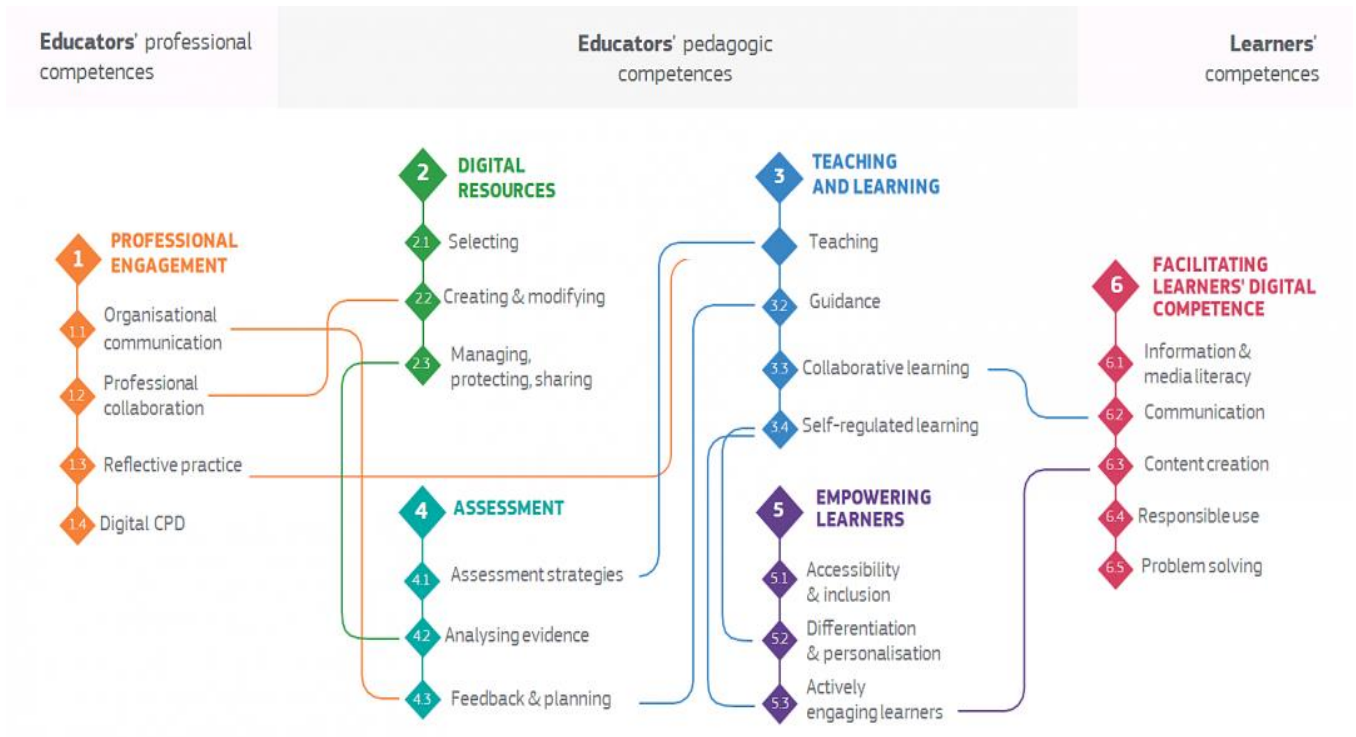 Educators' professional
competences
Educators' pedagogic
competences
Learners'
competences
1
PROFESSIONAL
ENGAGEMENT
1.1
Organisational
communication
1.2
Professional
collaboration
1.3
Reflective practice
1.4
Digital CPD
2
DIGITAL
RESOURCES
2.1
Selecting
2.2
Creating & modifying
2.3
Managing,
protecting, sharing
3
TEACHING
AND LEARNING
Teaching
3.2
Guidance
3.3
Collaborative learning
3.4
Self-regulated learning
4
ASSESSMENT
4.1
Assessment strategies
4.2
Analysing evidence
4.3
Feedback & planning
5
EMPOWERING
LEARNERS
5.1
Accessibility
& inclusion
5.2
Differentiation
& personalisation
5.3
Actively
engaging learners
6
FACILITATING
LEARNERS' DIGITAL
COMPETENCE
6.1
Information &
media literacy
6.2
Communication
6.3
Content creation
6.4
Responsible use
6.5
Problem solving